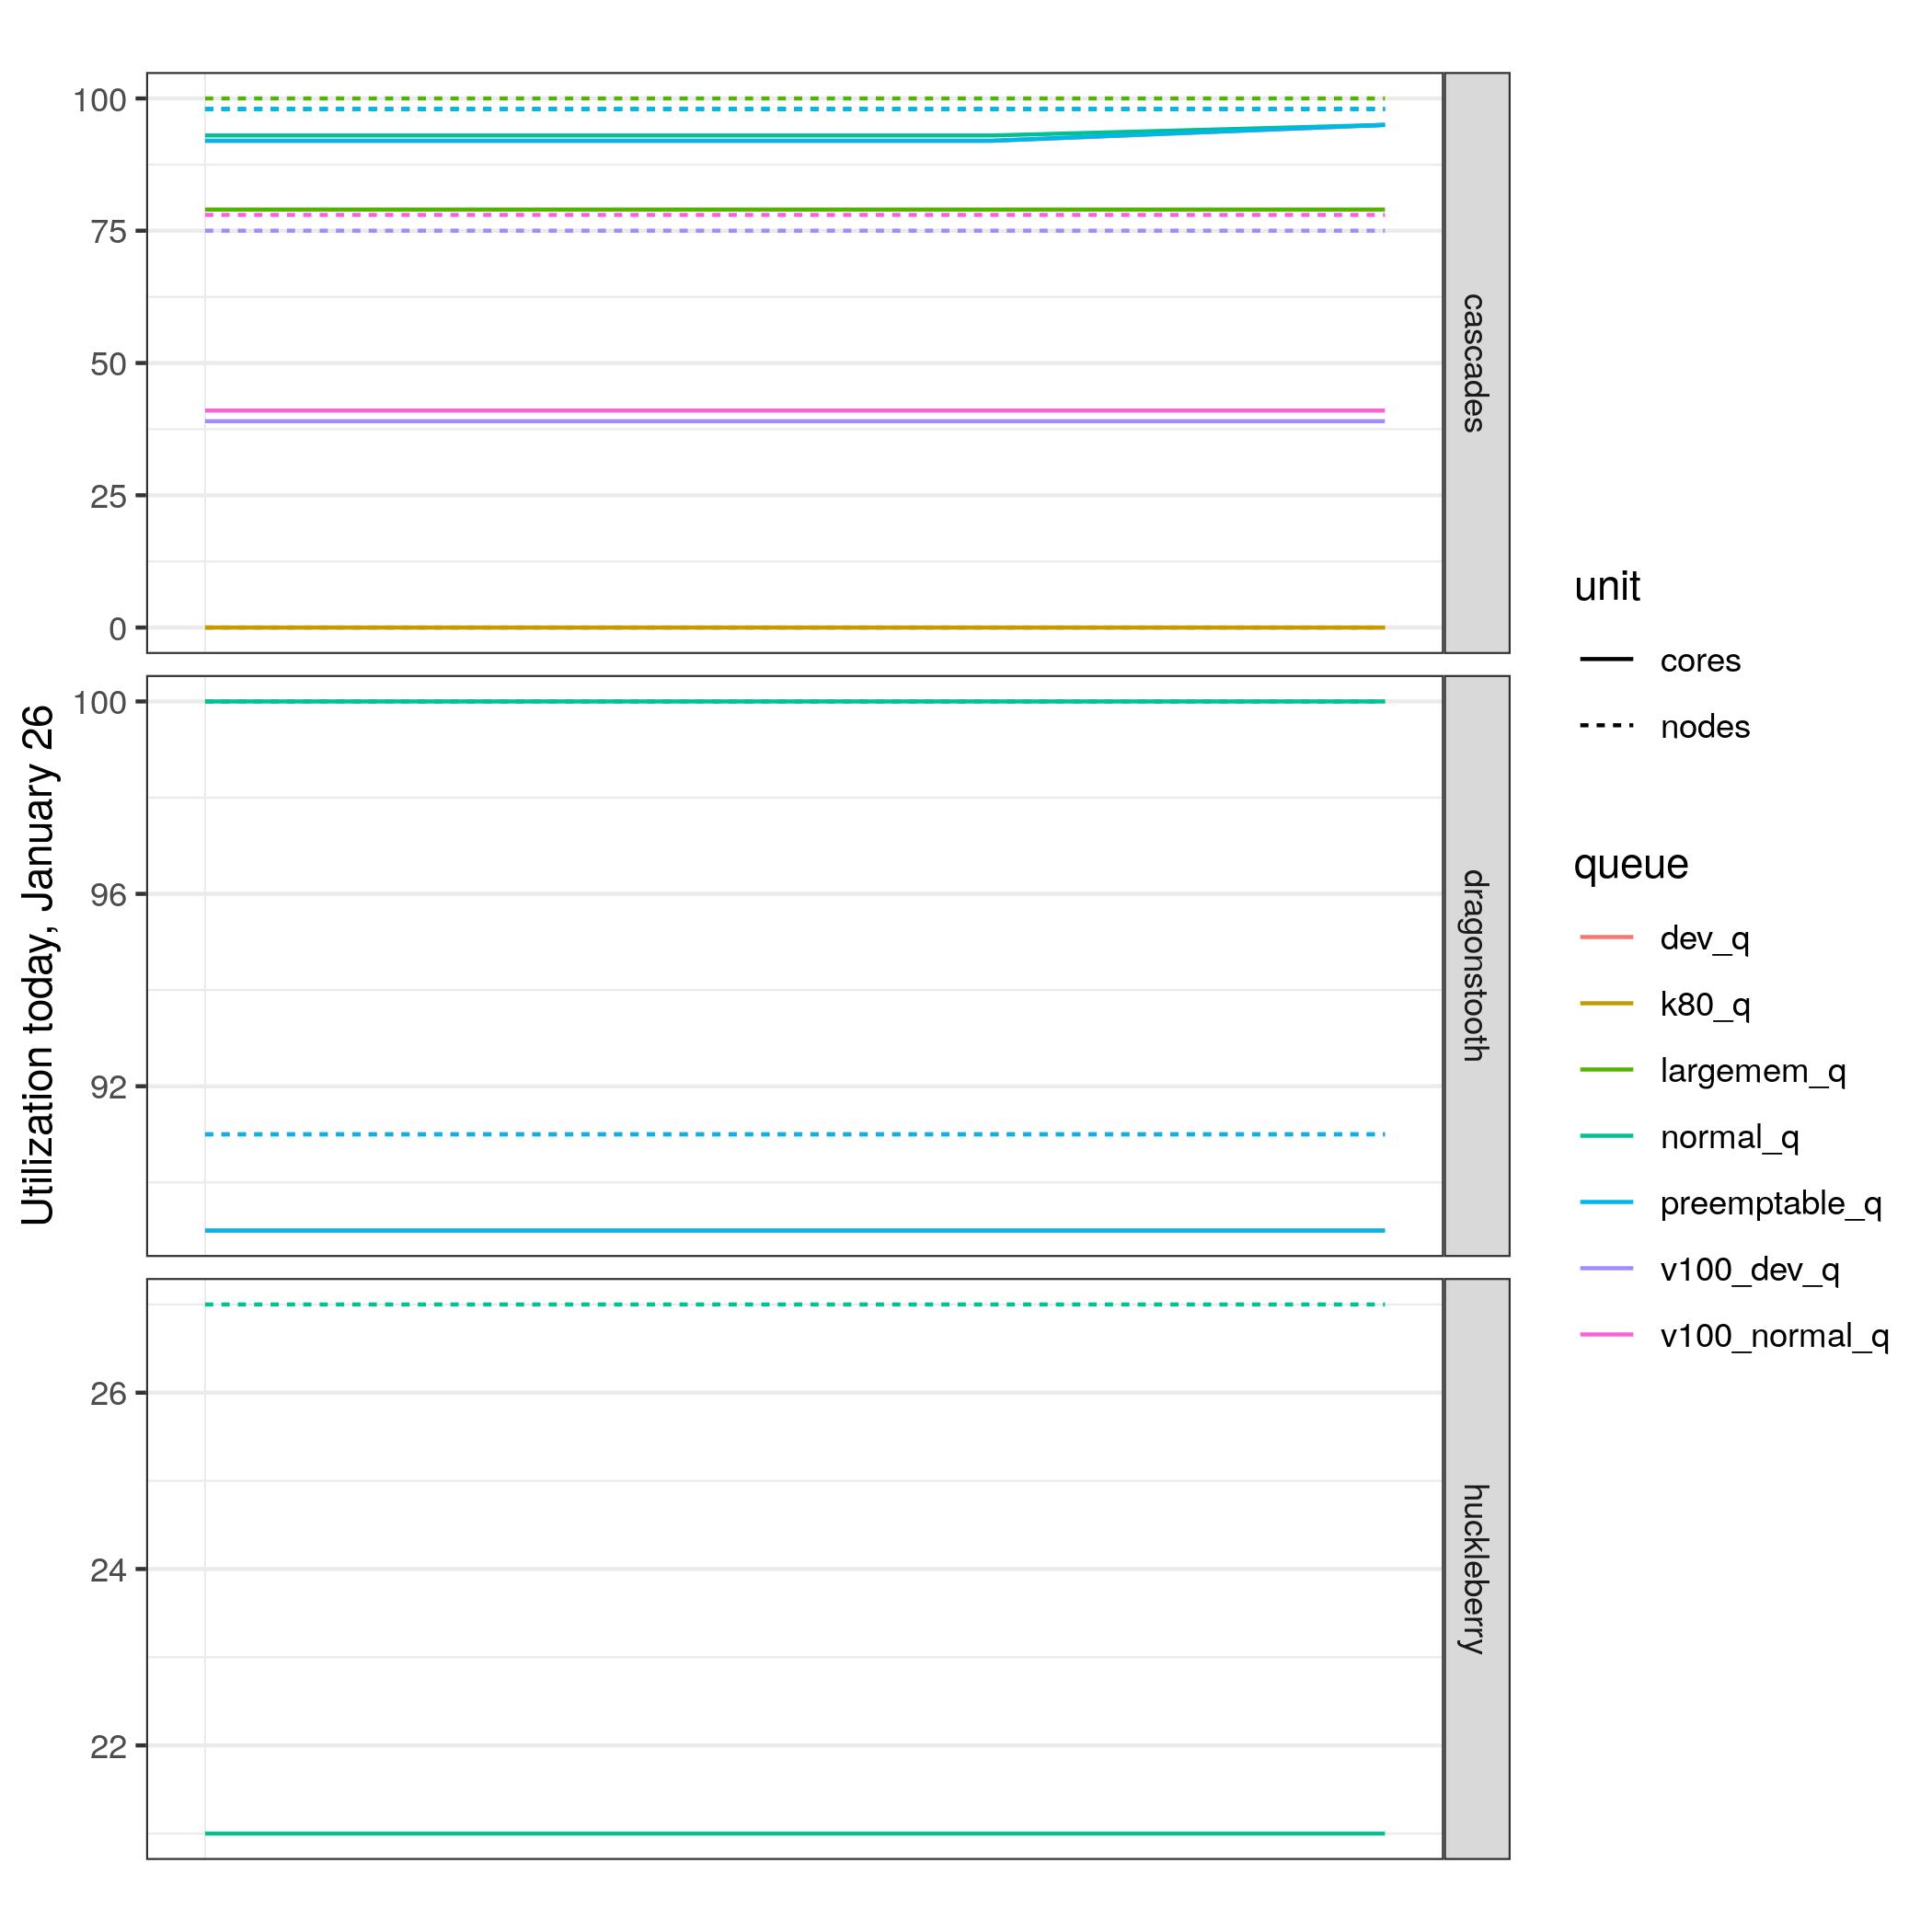 Utilization today, January 26
100
75
50
25
0
cascades
100
96
92
dragonstooth
26
24
22
huckleberry
unit
cores
nodes
queue
dev_q
k80_q
largemem_q
normal_q
preemptable_q
v100_dev_q
v100_normal_q